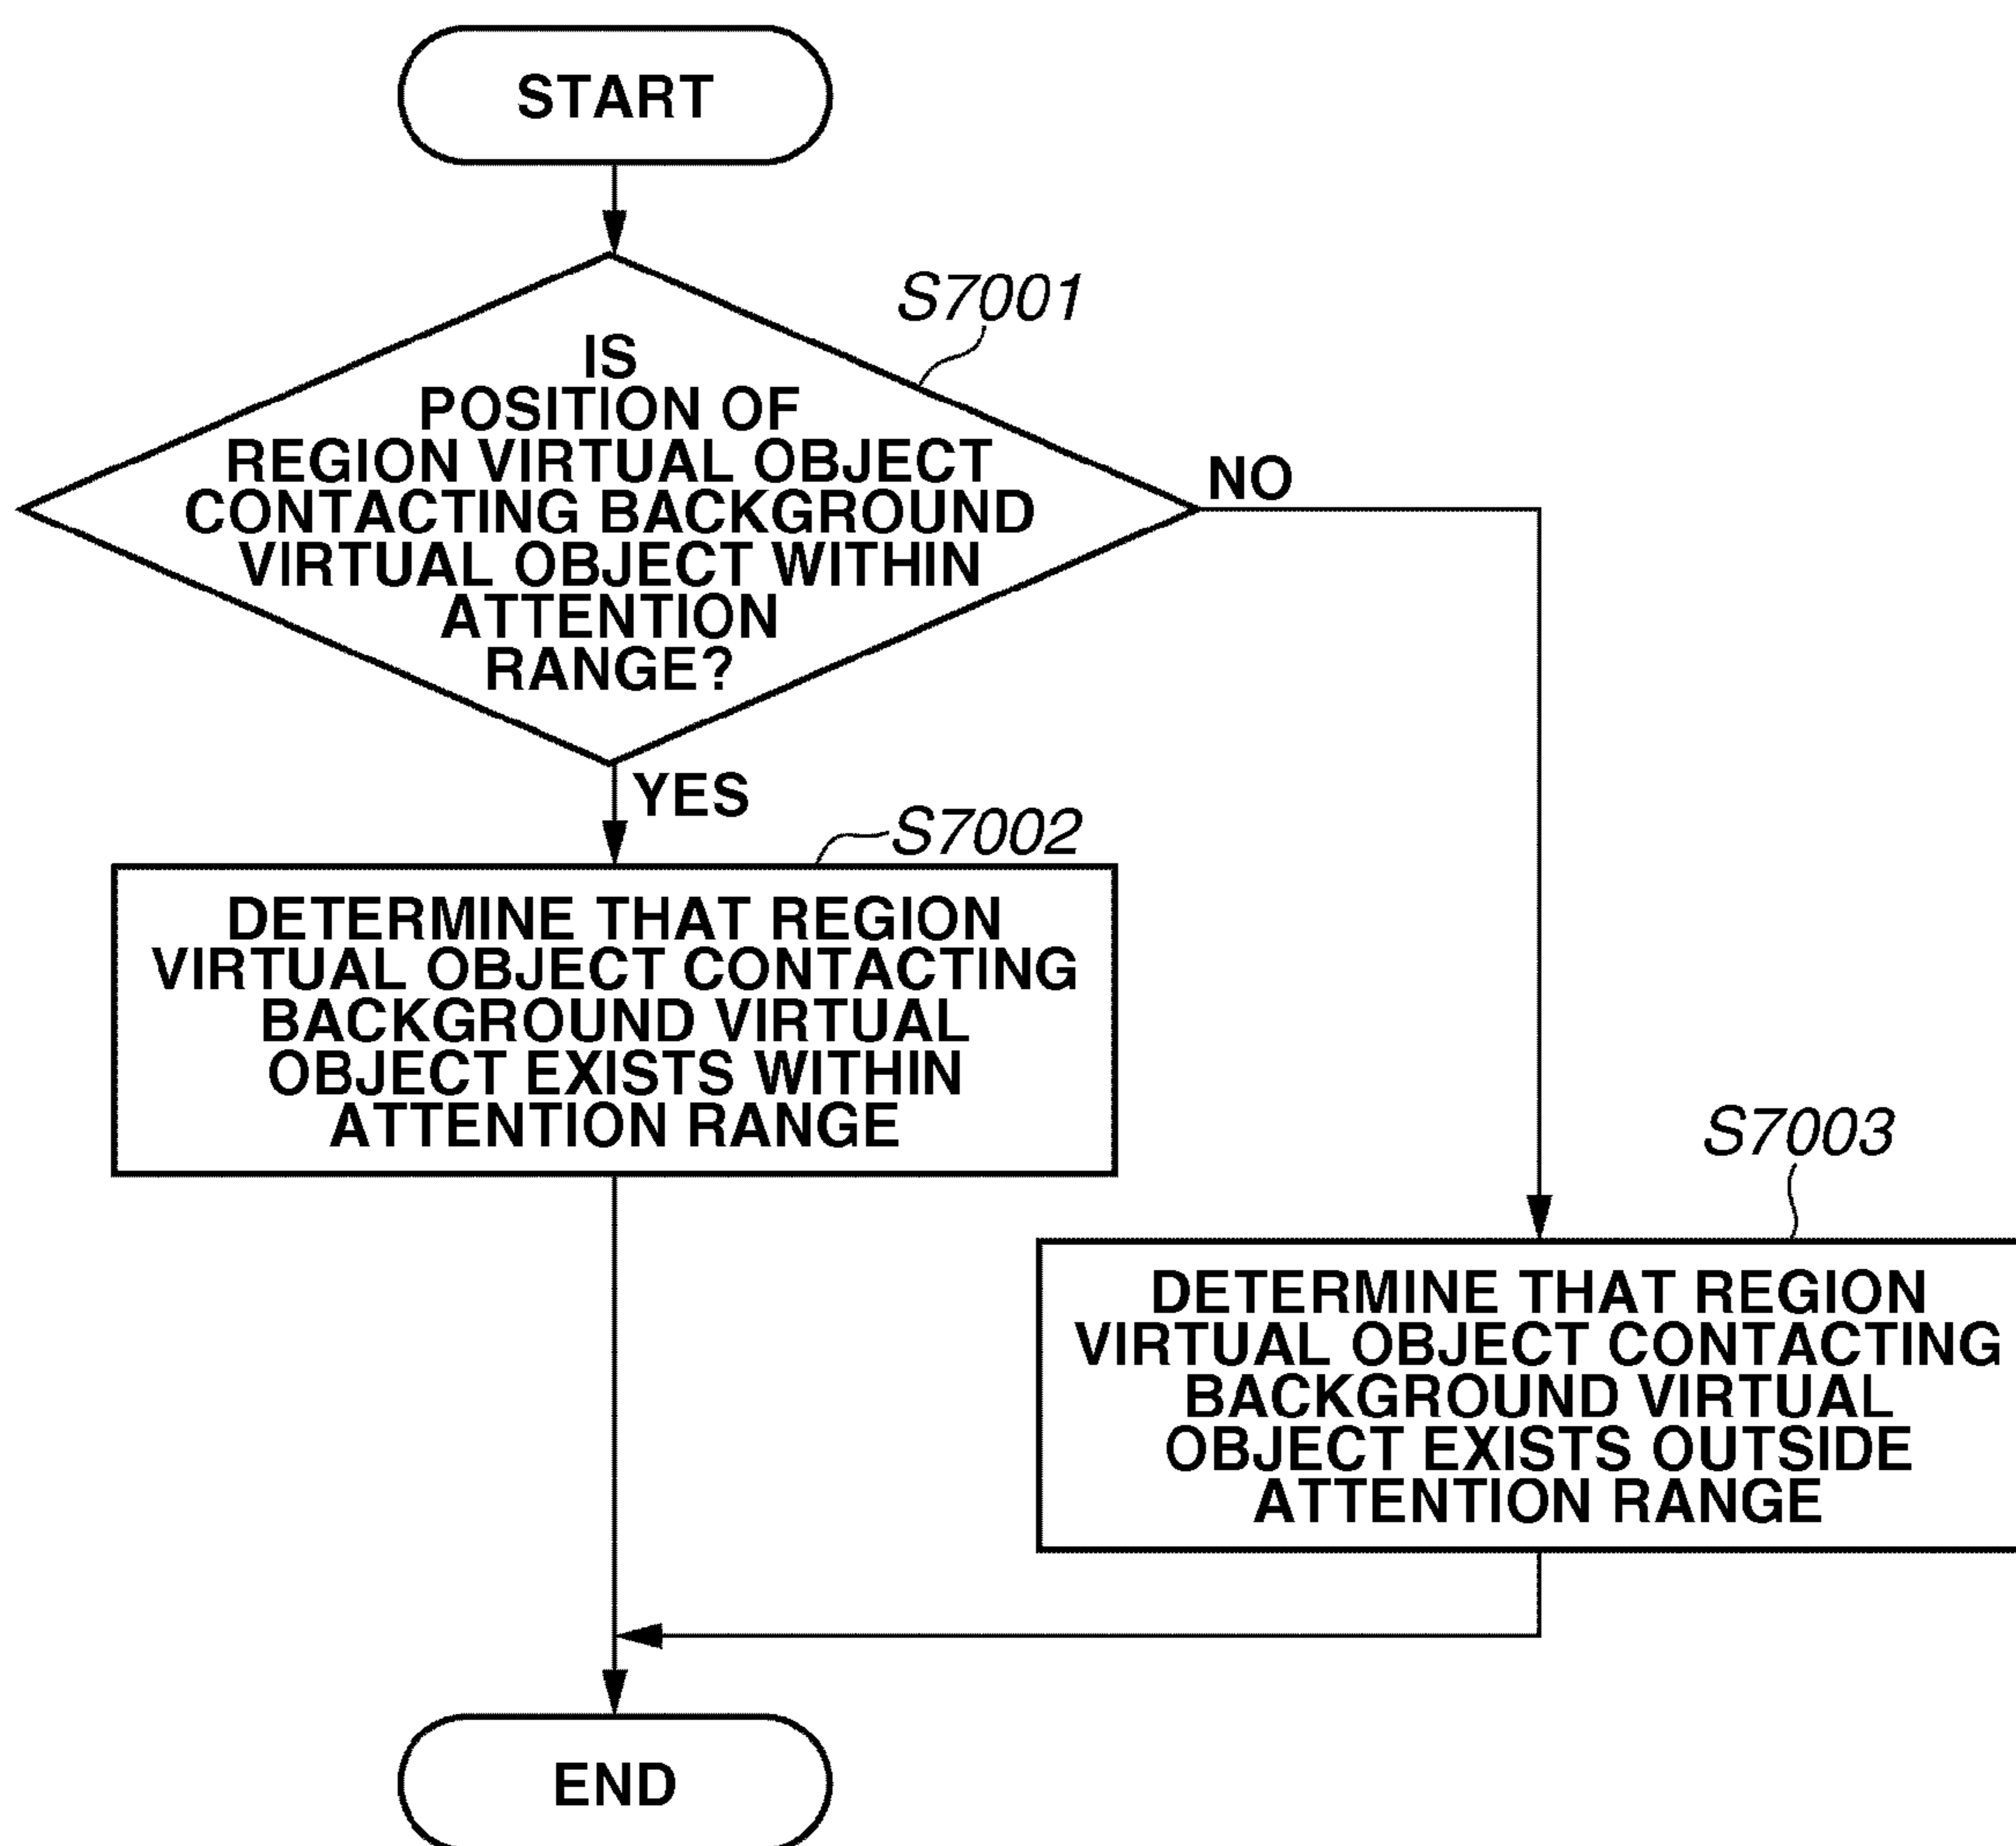 START
S7001
IS
POSITION OF
REGION VIRTUAL OBJECT
CONTACTING BACKGROUND
VIRTUAL OBJECT WITHIN
ATTENTION
RANGE?
NO
YES
S7002
DETERMINE THAT REGION
VIRTUAL OBJECT CONTACTING
BACKGROUND VIRTUAL
OBJECT EXISTS WITHIN
ATTENTION RANGE
S7003
DETERMINE THAT REGION
VIRTUAL OBJECT CONTACTING
BACKGROUND VIRTUAL
OBJECT EXISTS OUTSIDE
ATTENTION RANGE
END